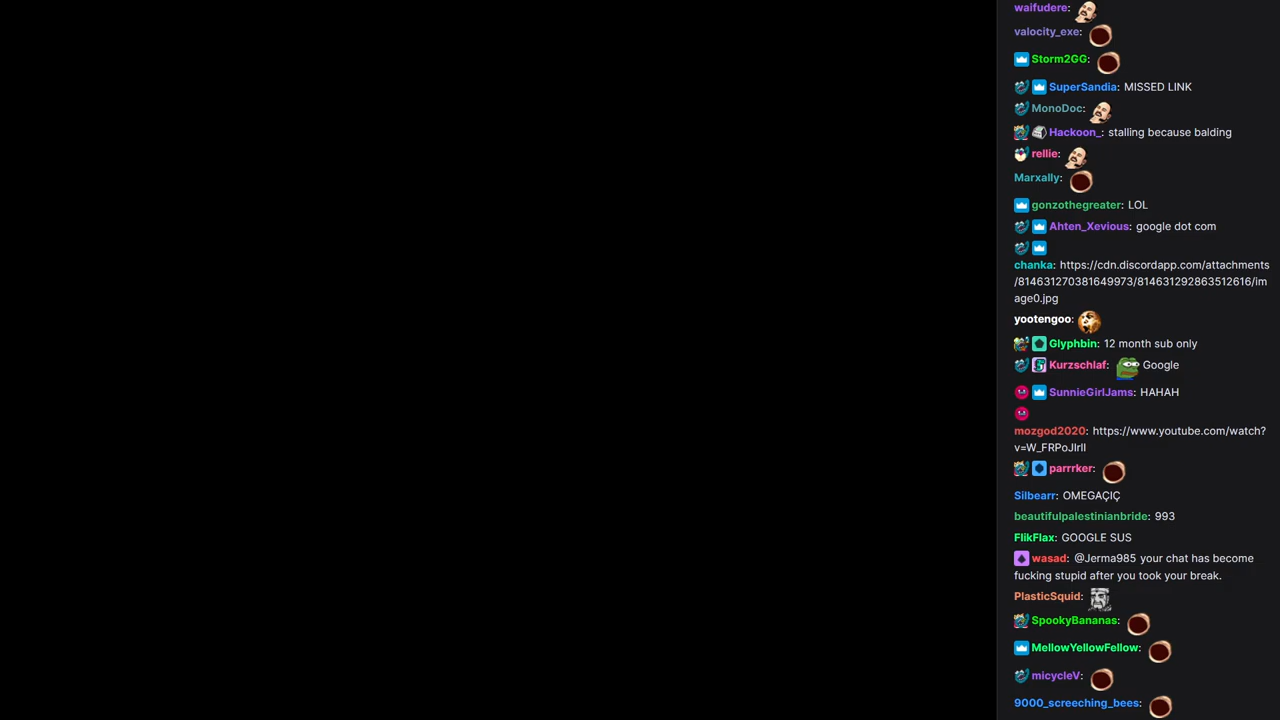 waifudere:
valocity_exe:
Storm2GG:
SuperSandia: MISSED LINK
MonoDoc:
Hackoon_: stalling because balding
rellie:
Marxally:
gonzothegreater: LOL
Ahten_Xevious: google dot com
chanka: https://cdn.discordapp.com/attachments
/814631270381649973/814631292863512616/im
age0.jpg
yootengoo:
Glyphbin: 12 month sub only
Kurzschlaf: Google
SunnieGirlJams: HAHAH
mozgod2020: https://www.youtube.com/watch?
v=W_FRPoJIrlI
parrrker:
Silbearr: OMEGAÇIÇ
beautifulpalestinianbride: 993
FlikFlax: GOOGLE SUS
wasad: @Jerma985 your chat has become
fucking stupid after you took your break.
PlasticSquid:
SpookyBananas:
MellowYellowFellow:
micycleV:
9000_screeching_bees: